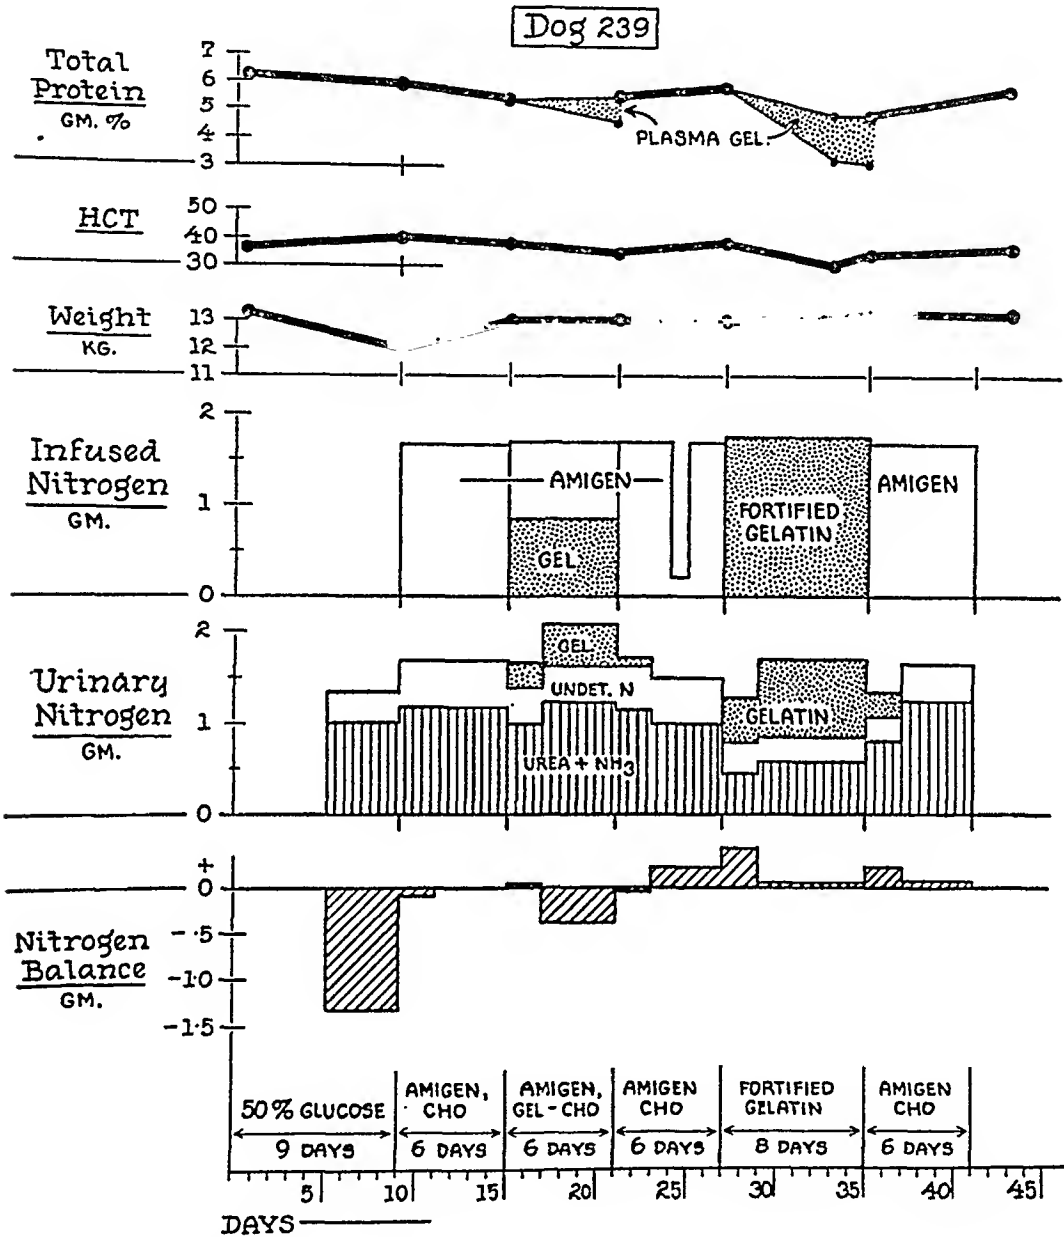 Dog 239
Total
Protein
GM. %
7
6
5
4
3
PLASMA GEL.
HCT
50
40
30
Weight
KG.
13
12
11
Infused
Nitrogen
GM.
2
1
0
AMIGEN
GEL
FORTIFIED
GELATIN
AMIGEN
Urinary
Nitrogen
GM.
2
1
0
GEL
UNDET. N
UREA + NH3
GELATIN
Nitrogen
Balance
GM.
+
0
-.5
-1.0
-1.5
50% GLUCOSE
9 DAYS
AMIGEN,
CHO
6 DAYS
AMIGEN,
GEL-CHO
6 DAYS
AMIGEN
CHO
6 DAYS
FORTIFIED
GELATIN
8 DAYS
AMIGEN
CHO
6 DAYS
5 10 15 20 25 30 35 40 45
DAYS